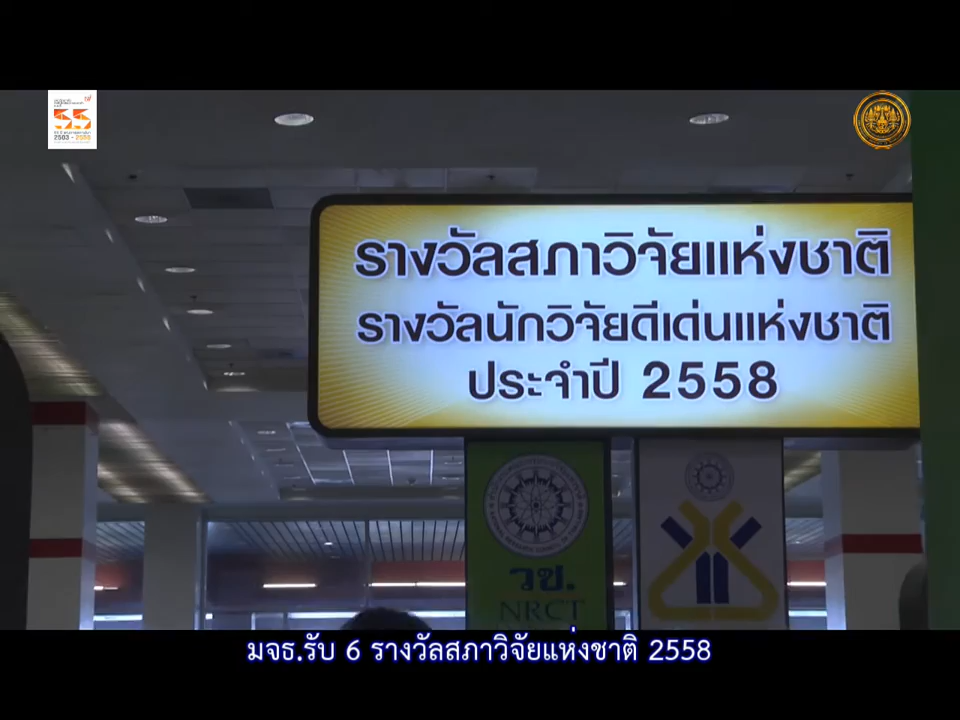 55
2503 - 2558
รางวัลสภาวิจัยแห่งชาติ
รางวัลนักวิจัยดีเด่นแห่งชาติ
ประจำปี 2558
วช.
NRCT
มจธ.รับ 6 รางวัลสภาวิจัยแห่งชาติ 2558